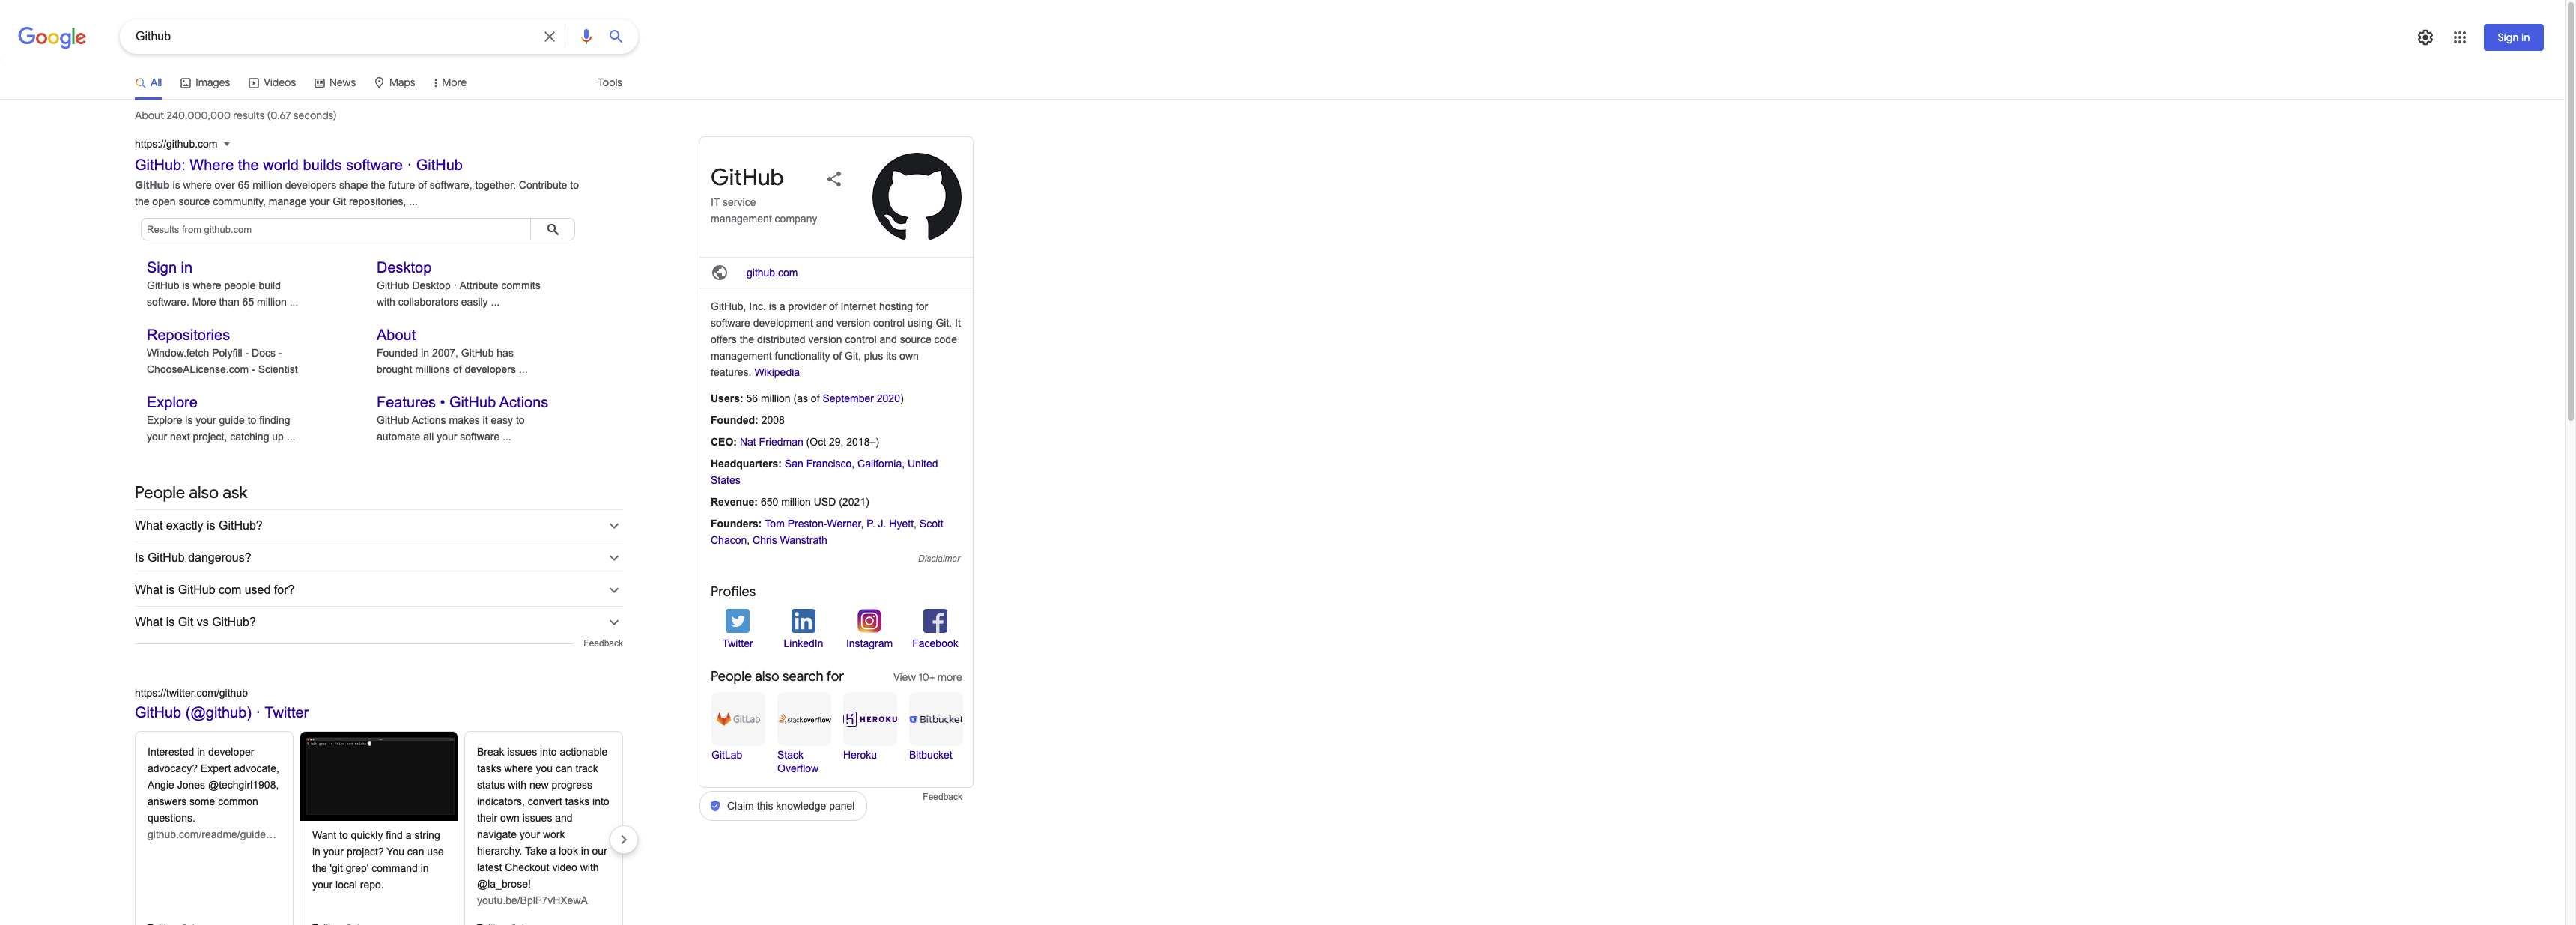 Google
Github
Sign in
All
Images
Videos
News
Maps
More
Tools
About 240,000,000 results (0.67 seconds)
https://github.com
GitHub: Where the world builds software · GitHub
GitHub is where over 65 million developers shape the future of software, together. Contribute to
the open source community, manage your Git repositories, ...
Results from github.com
Sign in
GitHub is where people build
software. More than 65 million ...
Desktop
GitHub Desktop · Attribute commits
with collaborators easily ...
Repositories
Window.fetch Polyfill - Docs -
ChooseALicense.com - Scientist
About
Founded in 2007, GitHub has
brought millions of developers ...
Explore
Explore is your guide to finding
your next project, catching up ...
Features • GitHub Actions
GitHub Actions makes it easy to
automate all your software ...
People also ask
What exactly is GitHub?
Is GitHub dangerous?
What is GitHub com used for?
What is Git vs GitHub?
Feedback
https://twitter.com/github
GitHub (@github) · Twitter
Interested in developer
advocacy? Expert advocate,
Angie Jones @techgirl1908,
answers some common
questions.
github.com/readme/guide...
Want to quickly find a string
in your project? You can use
the 'git grep' command in
your local repo.
Break issues into actionable
tasks where you can track
status with new progress
indicators, convert tasks into
their own issues and
navigate your work
hierarchy. Take a look in our
latest Checkout video with
@la_brose!
youtu.be/BplF7vHXewA
GitHub
IT service
management company
github.com
GitHub, Inc. is a provider of Internet hosting for
software development and version control using Git. It
offers the distributed version control and source code
management functionality of Git, plus its own
features. Wikipedia
Users: 56 million (as of September 2020)
Founded: 2008
CEO: Nat Friedman (Oct 29, 2018–)
Headquarters: San Francisco, California, United
States
Revenue: 650 million USD (2021)
Founders: Tom Preston-Werner, P. J. Hyett, Scott
Chacon, Chris Wanstrath
Disclaimer
Profiles
Twitter
LinkedIn
Instagram
Facebook
People also search for
View 10+ more
GitLab
stackoverflow
HEROKU
Bitbucket
GitLab
Stack
Overflow
Heroku
Bitbucket
Feedback
Claim this knowledge panel